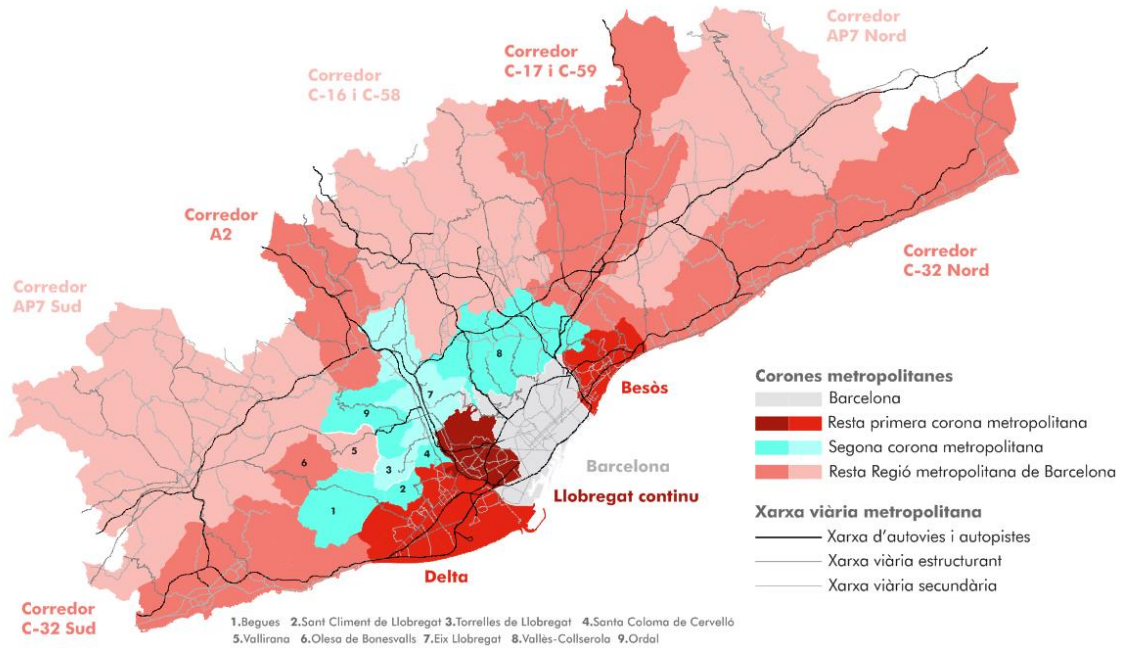 Corredor
AP7 Nord
Corredor
C-17 i C-59
Corredor
C-16 i C-58
Corredor
A2
Corredor
C-32 Nord
Corredor
AP7 Sud
8
Besòs
7
9
5
6
4
3
2
1
Barcelona
Llobregat continu
Delta
Corredor
C-32 Sud
Corones metropolitanes
Barcelona
Resta primera corona metropolitana
Segona corona metropolitana
Resta Regió metropolitana de Barcelona
Xarxa viària metropolitana
Xarxa d'autovies i autopistes
Xarxa viària estructurant
Xarxa viària secundària
1.Begues 2.Sant Climent de Llobregat 3.Torrelles de Llobregat 4.Santa Coloma de Cervelló
5.Vallirana 6.Olesa de Bonesvalls 7.Eix Llobregat 8.Vallès-Collserola 9.Ordal